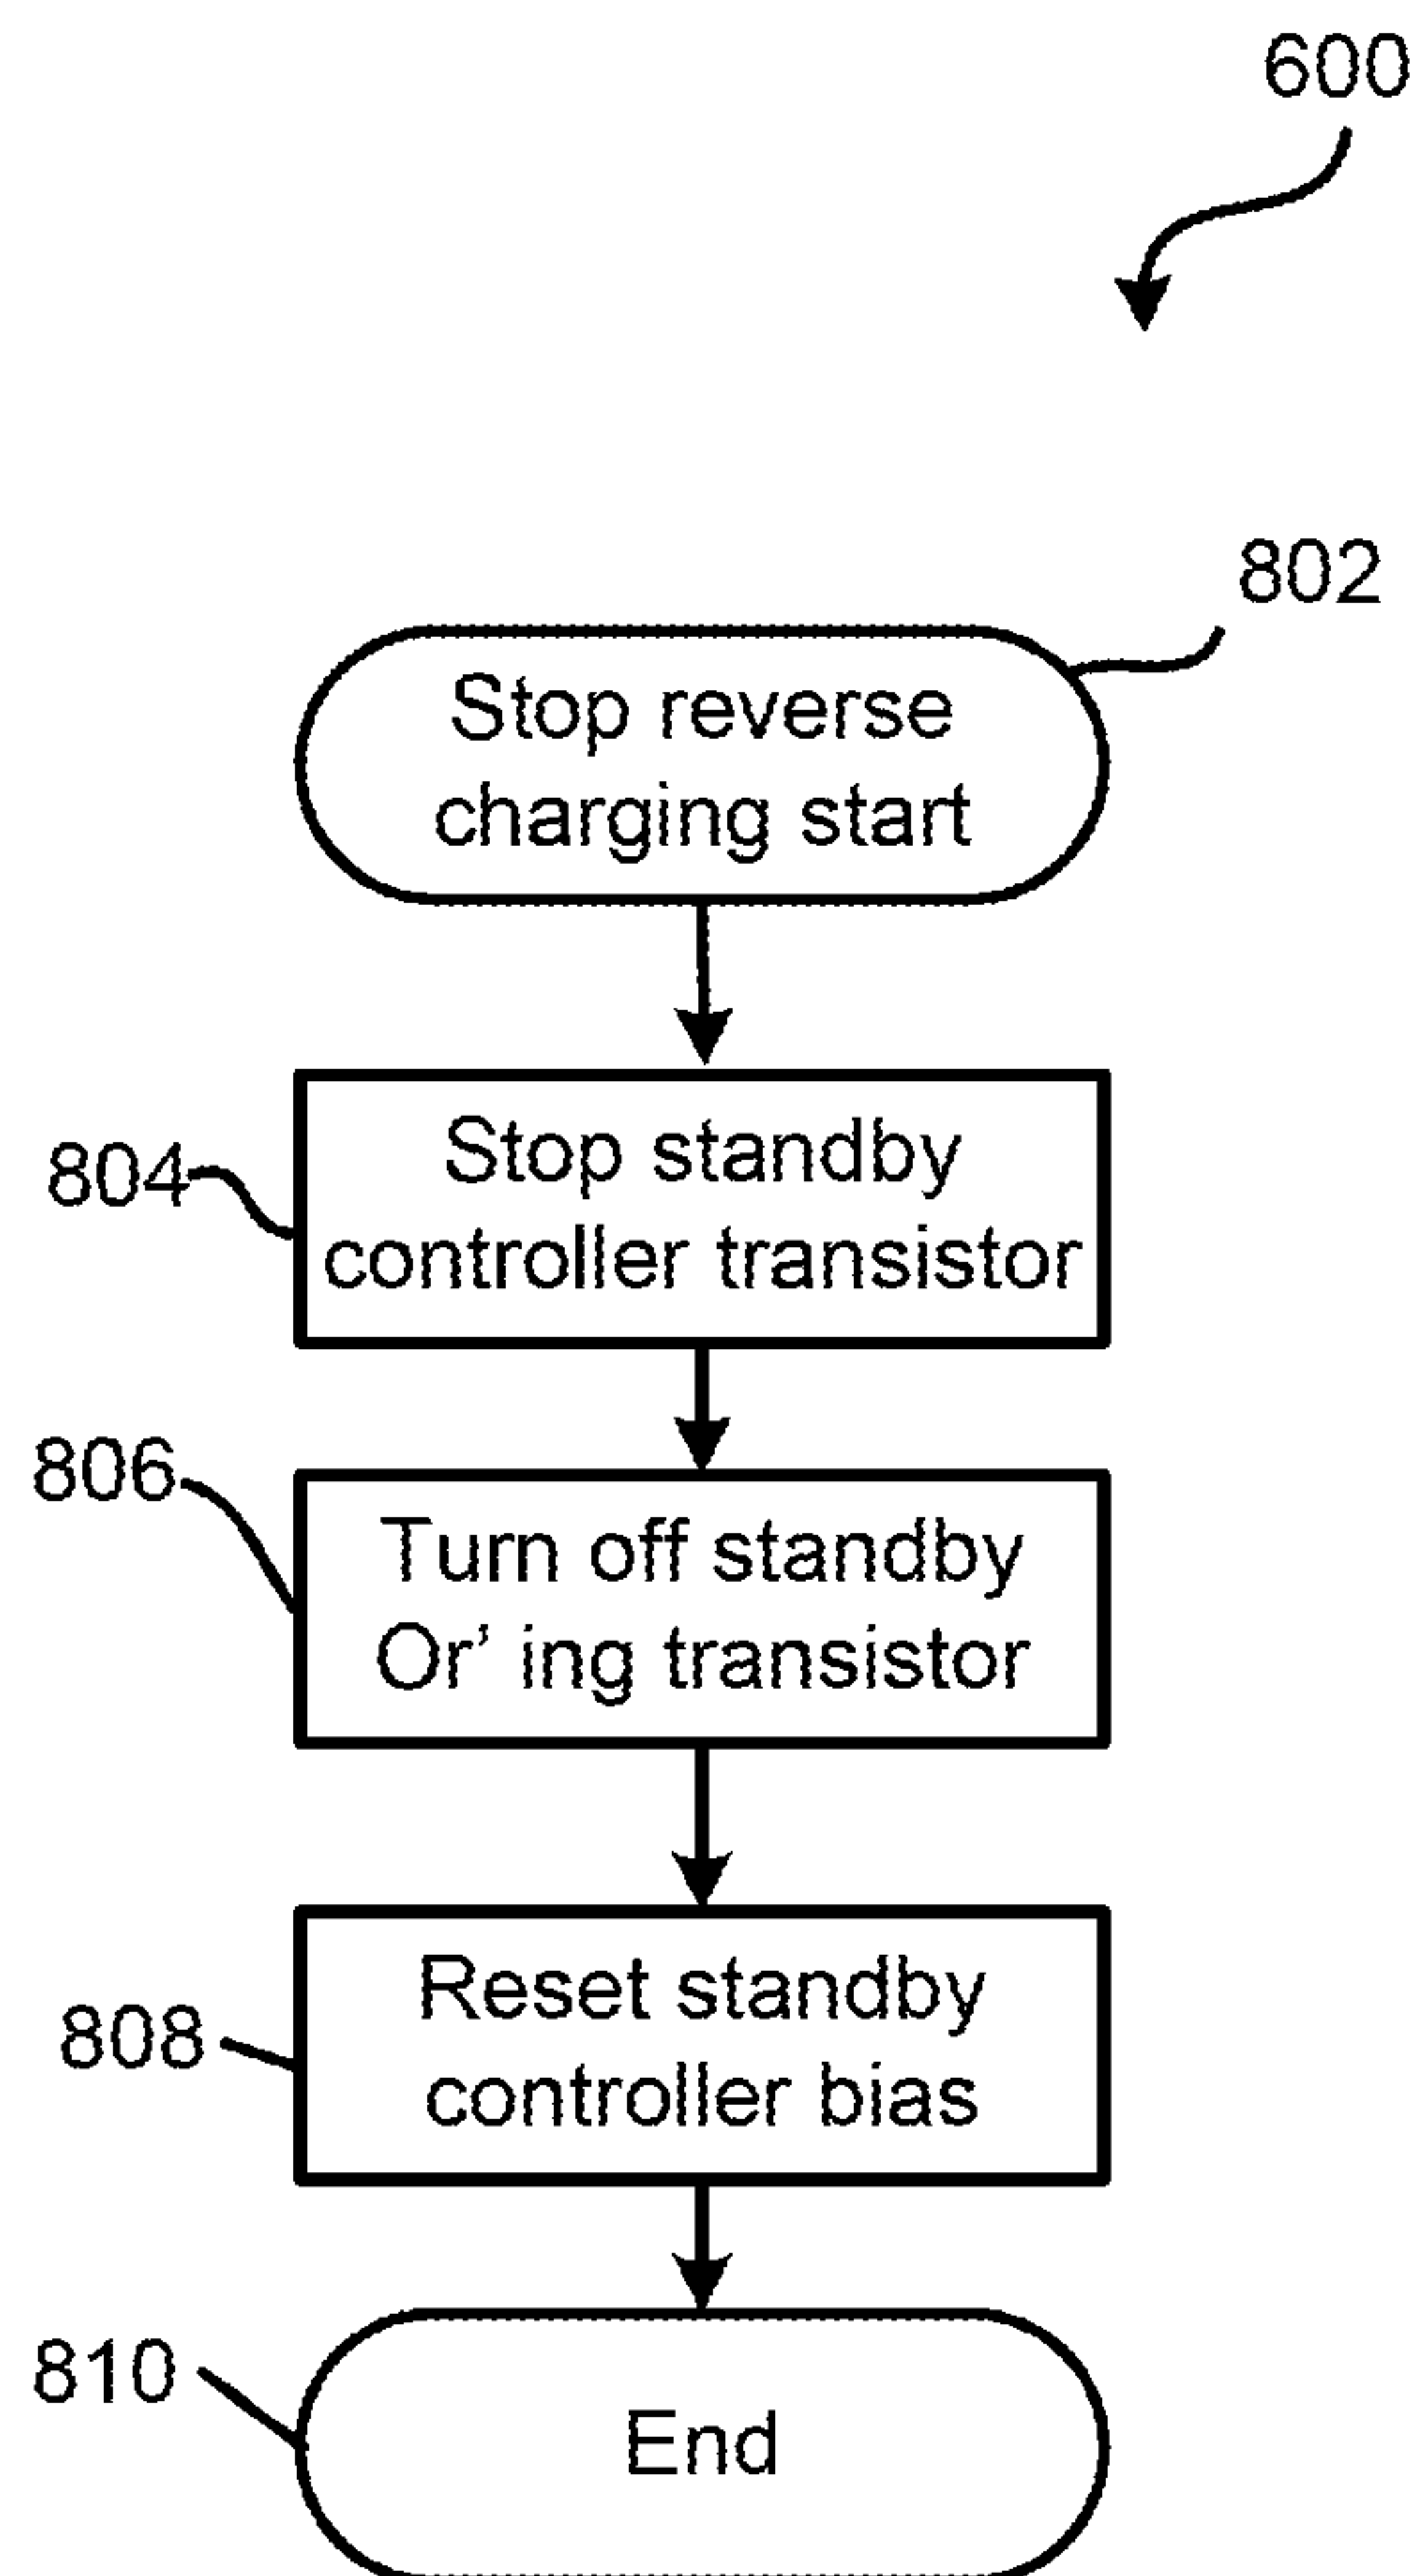 600
802
Stop reverse
charging start
804
Stop standby
controller transistor
806
Turn off standby
Or’ ing transistor
808
Reset standby
controller bias
810
End